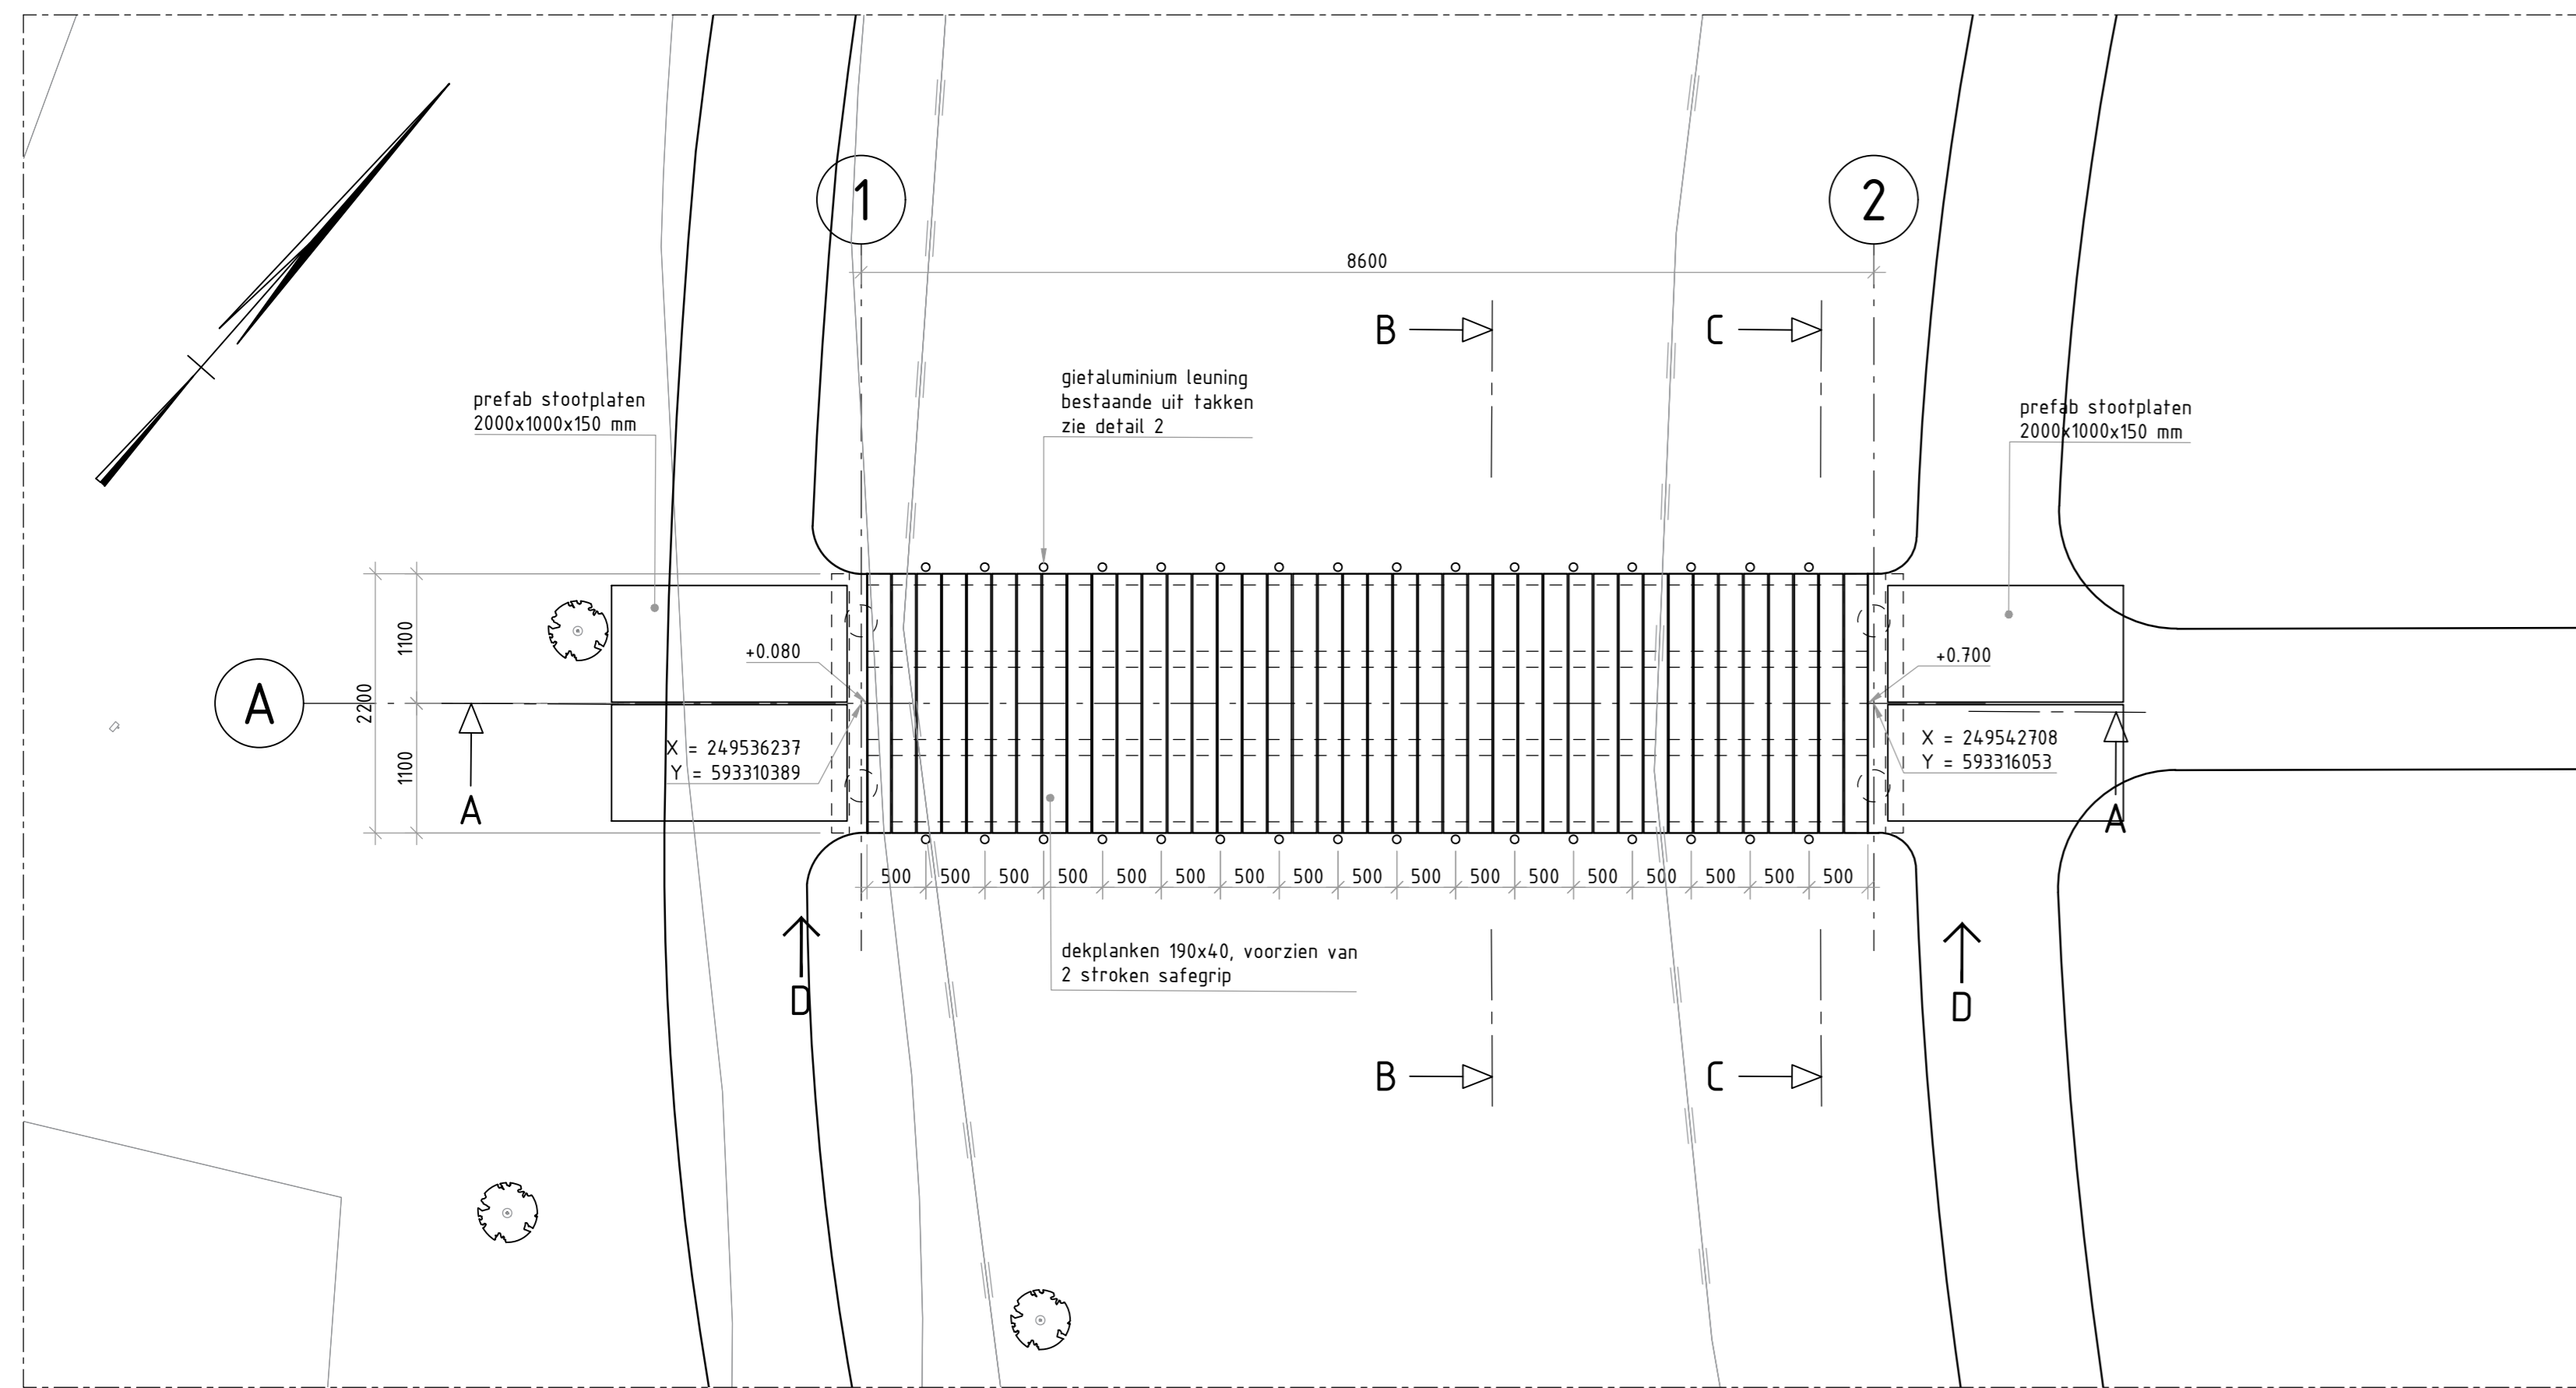 1
2
8600
B
C
gietaluminium leuning
bestaande uit takken
zie detail 2
prefab stootplaten
2000x1000x150 mm
prefab stootplaten
2000x1000x150 mm
1100
2200
1100
+0.080
+0.700
A
X = 249536237
Y = 593310389
X = 249542708
Y = 593316053
A
A
500 500 500 500 500 500 500 500 500 500 500 500 500 500 500 500 500
dekplanken 190x40, voorzien van
2 stroken safegrip
D
D
B
C